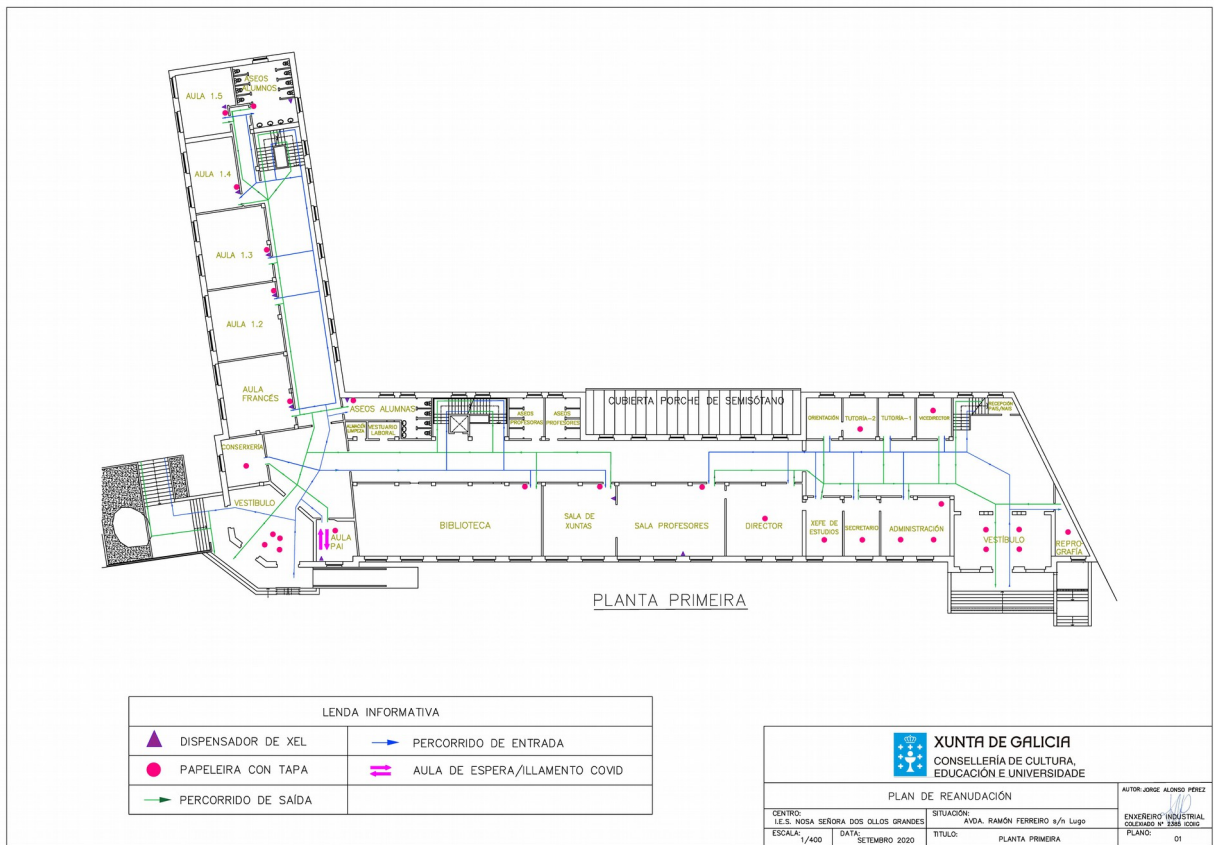 AULA 1.5
ASEOS
ALUMNOS
AULA 1.4
AULA 1.3
AULA 1.2
AULA
FRANCÉS
ASEOS ALUMNAS
ALMACÉN
LIMPEZA
VESTUARIO
LABORAL
ASEOS
PROFESORAS
ASEOS
PROFESORES
CUBIERTA PORCHE DE SEMISÓTANO
ORIENTACIÓN
TUTORÍA-2
TUTORÍA-1
VICEDIRECTOR
RECEPCIÓN
PAIS/NAIS
CONSERXERÍA
VESTÍBULO
AULA
PAI
BIBLIOTECA
SALA DE
XUNTAS
SALA PROFESORES
DIRECTOR
XEFE DE
ESTUDIOS
SECRETARIO
ADMINISTRACIÓN
VESTÍBULO
REPRO-
GRAFÍA
PLANTA PRIMEIRA
LENDA INFORMATIVA
DISPENSADOR DE XEL
PERCORRIDO DE ENTRADA
PAPELEIRA CON TAPA
AULA DE ESPERA/ILLAMENTO COVID
PERCORRIDO DE SAÍDA
XUNTA DE GALICIA
CONSELLERÍA DE CULTURA,
EDUCACIÓN E UNIVERSIDADE
PLAN DE REANUDACIÓN
AUTOR: JORGE ALONSO PÉREZ
ENXEÑEIRO INDUSTRIAL
COLEXIADO Nº 2385 ICOIIG
CENTRO:
I.E.S. NOSA SEÑORA DOS OLLOS GRANDES
SITUACIÓN:
AVDA. RAMÓN FERREIRO s/n Lugo
ESCALA:
1/400
DATA:
SETEMBRO 2020
TITULO:
PLANTA PRIMEIRA
PLANO:
01